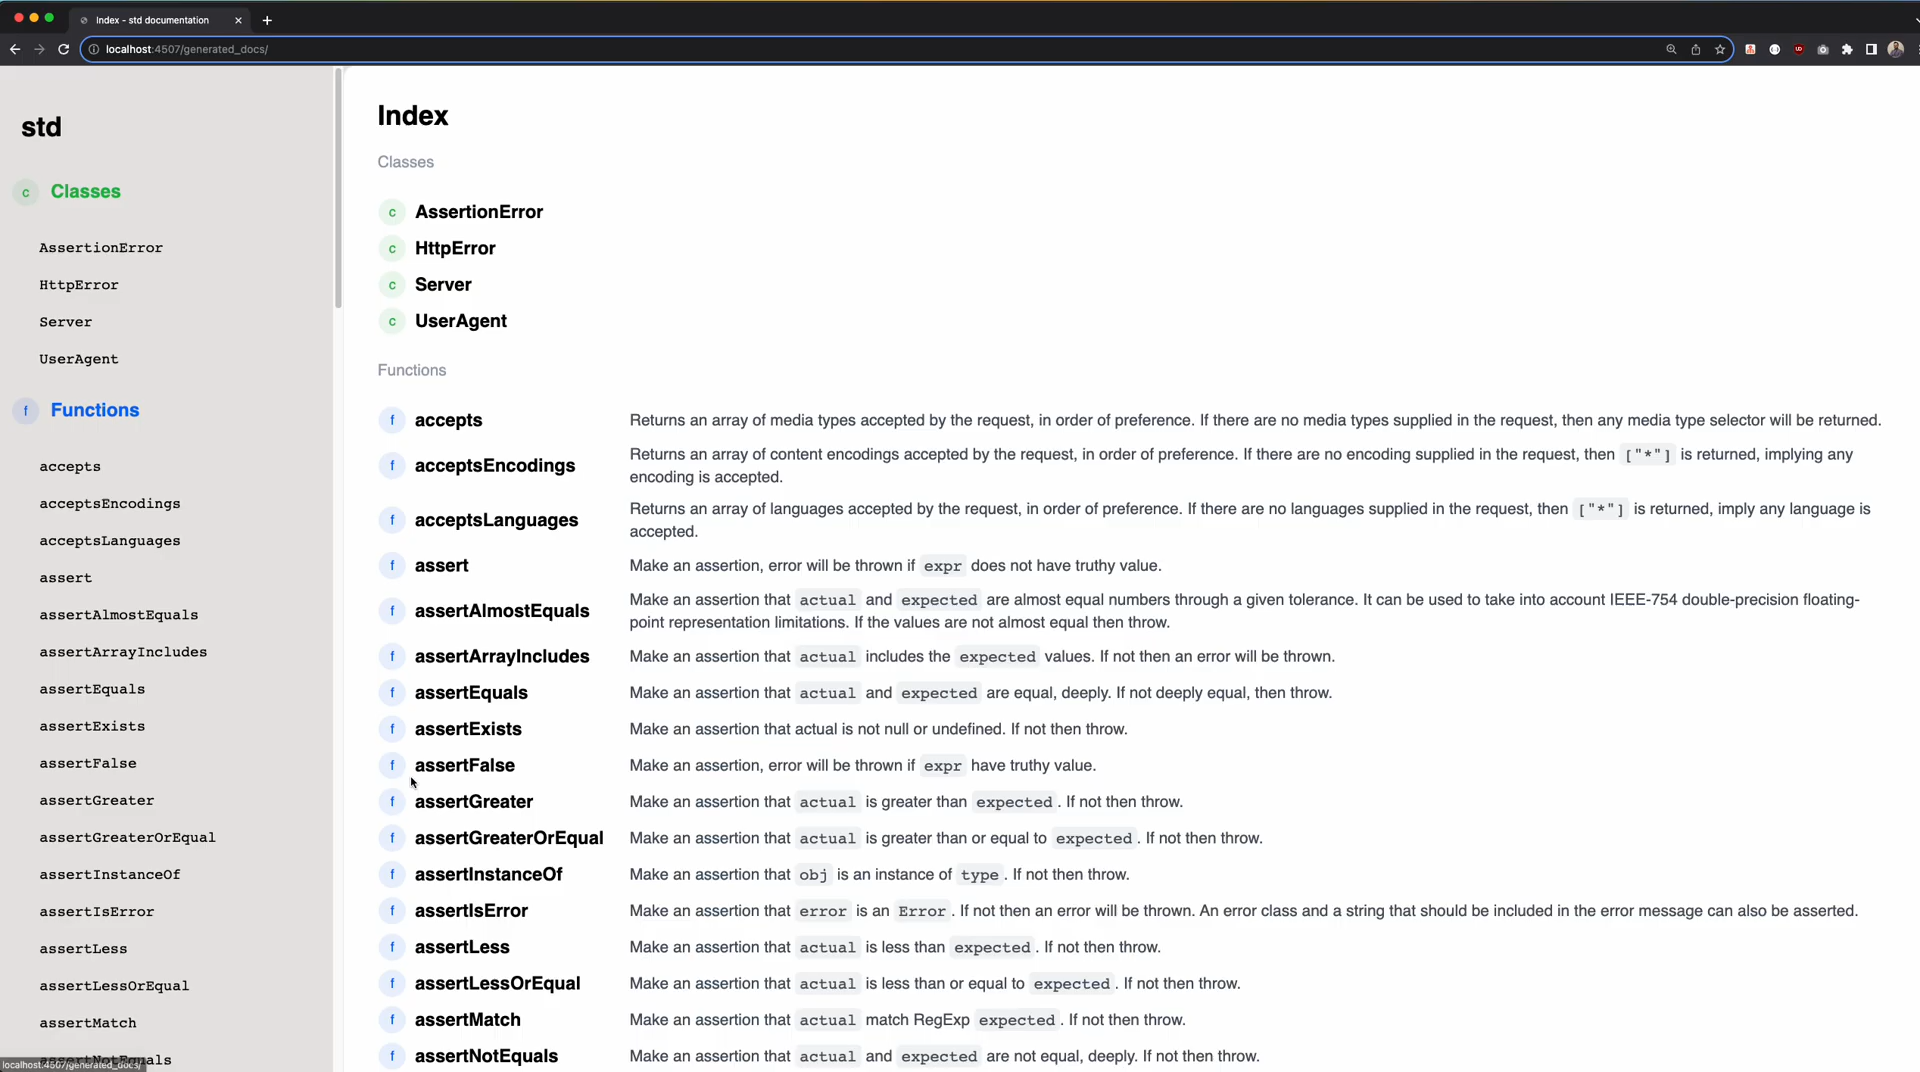 Index - std documentation
localhost:4507/generated_docs/
std
C Classes
AssertionError
HttpError
Server
UserAgent
f Functions
accepts
acceptsEncodings
acceptsLanguages
assert
assertAlmostEquals
assertArrayIncludes
assertEquals
assertExists
assertFalse
assertGreater
assertGreaterOrEqual
assertInstanceOf
assertIsError
assertLess
assertLessOrEqual
assertMatch
assertNotEquals
localhost:4507/generated_docs/
Index
Classes
C AssertionError
C HttpError
C Server
C UserAgent
Functions
f accepts Returns an array of media types accepted by the request, in order of preference. If there are no media types supplied in the request, then any media type selector will be returned.
f acceptsEncodings Returns an array of content encodings accepted by the request, in order of preference. If there are no encoding supplied in the request, then ["*"] is returned, implying any
encoding is accepted.
f acceptsLanguages Returns an array of languages accepted by the request, in order of preference. If there are no languages supplied in the request, then ["*"] is returned, imply any language is
accepted.
f assert Make an assertion, error will be thrown if expr does not have truthy value.
f assertAlmostEquals Make an assertion that actual and expected are almost equal numbers through a given tolerance. It can be used to take into account IEEE-754 double-precision floating-
point representation limitations. If the values are not almost equal then throw.
f assertArrayIncludes Make an assertion that actual includes the expected values. If not then an error will be thrown.
f assertEquals Make an assertion that actual and expected are equal, deeply. If not deeply equal, then throw.
f assertExists Make an assertion that actual is not null or undefined. If not then throw.
f assertFalse Make an assertion, error will be thrown if expr have truthy value.
f assertGreater Make an assertion that actual is greater than expected. If not then throw.
f assertGreaterOrEqual Make an assertion that actual is greater than or equal to expected. If not then throw.
f assertInstanceOf Make an assertion that obj is an instance of type. If not then throw.
f assertIsError Make an assertion that error is an Error. If not then an error will be thrown. An error class and a string that should be included in the error message can also be asserted.
f assertLess Make an assertion that actual is less than expected. If not then throw.
f assertLessOrEqual Make an assertion that actual is less than or equal to expected. If not then throw.
f assertMatch Make an assertion that actual match RegExp expected. If not then throw.
f assertNotEquals Make an assertion that actual and expected are not equal, deeply. If not then throw.